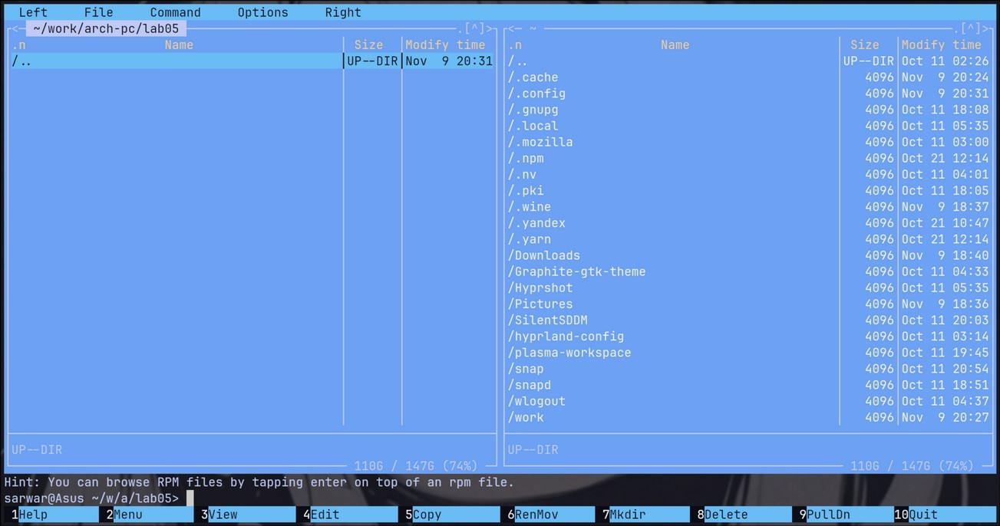 Left File Command Options Right
<─ ~/work/arch-pc/lab05 .[^]>
.n Name Size Modify time
/.. UP--DIR Nov 9 20:31
UP--DIR
110G / 147G (74%)
<─ ~ .[^]>
.n Name Size Modify time
/.. UP--DIR Oct 11 02:26
/.cache 4096 Nov 9 20:24
/.config 4096 Nov 9 20:31
/.gnupg 4096 Oct 11 18:08
/.local 4096 Oct 11 05:35
/.mozilla 4096 Oct 11 03:00
/.npm 4096 Oct 21 12:14
/.nv 4096 Oct 11 04:01
/.pki 4096 Oct 11 18:05
/.wine 4096 Nov 9 18:37
/.yandex 4096 Oct 21 10:47
/.yarn 4096 Oct 21 12:14
/Downloads 4096 Nov 9 18:40
/Graphite-gtk-theme 4096 Oct 11 04:33
/Hyprshot 4096 Oct 11 05:35
/Pictures 4096 Nov 9 18:36
/SilentSDDM 4096 Oct 11 20:03
/hyprland-config 4096 Oct 11 03:14
/plasma-workspace 4096 Oct 11 19:45
/snap 4096 Oct 11 20:54
/snapd 4096 Oct 11 18:51
/wlogout 4096 Oct 11 04:37
/work 4096 Nov 9 20:27
UP--DIR
110G / 147G (74%)
Hint: You can browse RPM files by tapping enter on top of an rpm file.
sarwar@Asus ~/w/a/lab05>
1Help 2Menu 3View 4Edit 5Copy 6RenMov 7Mkdir 8Delete 9PullDn 10Quit